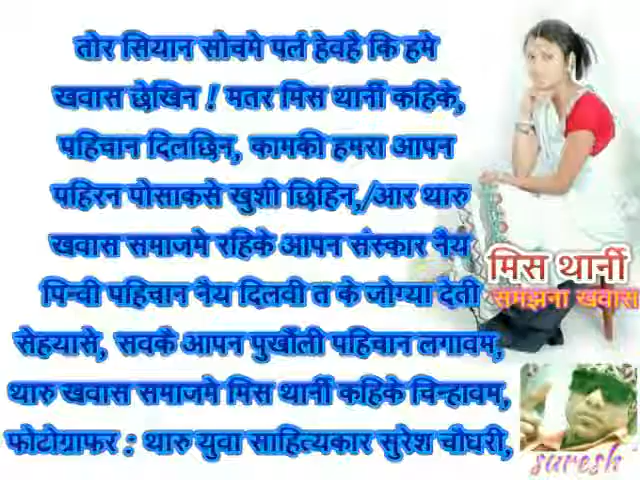 तोर सियान सोचमे पर्ल हेवहै कि हमे
खवास छेखिन ! मतर मिस थार्नी कहिके,
पहिचान दिलछिन, कामकी हमरा आपन
पहिरन पोसाकसे खुशी छिहिन,/आर थारु
खवास समाजमे रहिके आपन संस्कार नैय
पिन्वी पहिचान नैय दिलवी त के जोग्या देती
सेहयासे, सवके आपन पुर्खौली पहिचान लगावम,
थारु खवास समाजमे मिस थार्नी कहिके चिन्हावम,
फोटोग्राफर : थारु युवा साहित्यकार सुरेश चौधरी,
मिस थार्नी
समझना खवास
suresh